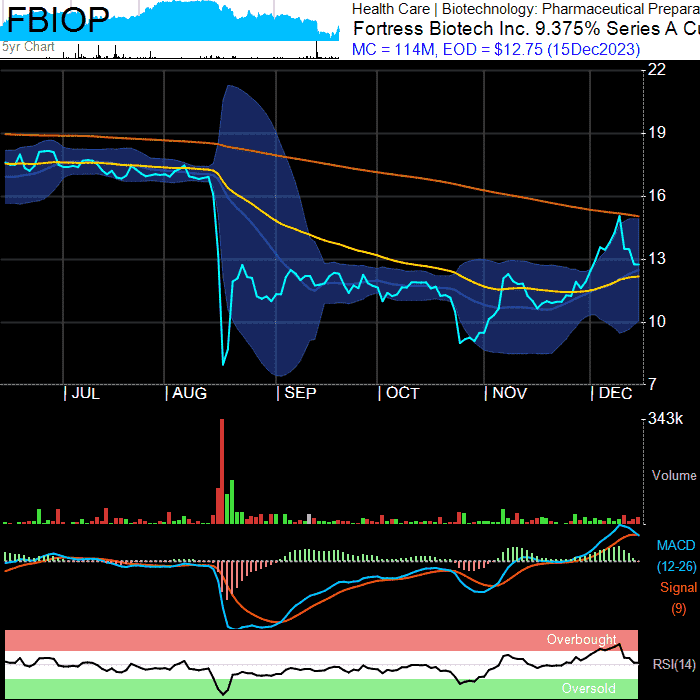 FBIOP
5yr Chart
Health Care | Biotechnology: Pharmaceutical Prepara
Fortress Biotech Inc. 9.375% Series A Cu
MC = 114M, EOD = $12.75 (15Dec2023)
22
19
16
13
10
7
JUL
AUG
SEP
OCT
NOV
DEC
343k
Volume
MACD
(12-26)
Signal
(9)
Overbought
RSI(14)
Oversold